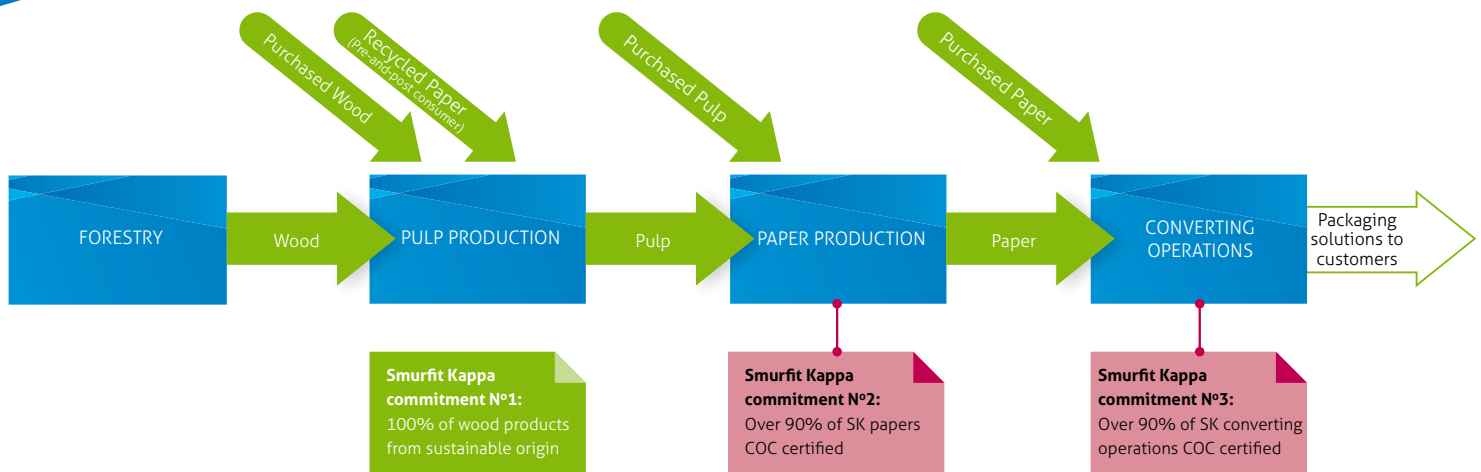 Purchased Wood
Recycled Paper
(Pre-and-post consumer)
Purchased Pulp
Purchased Paper
FORESTRY
Wood
PULP PRODUCTION
Pulp
PAPER PRODUCTION
Paper
CONVERTING
OPERATIONS
Packaging
solutions to
customers
Smurfit Kappa
commitment Nº1:
100% of wood products
from sustainable origin
Smurfit Kappa
commitment Nº2:
Over 90% of SK papers
COC certified
Smurfit Kappa
commitment Nº3:
Over 90% of SK converting
operations COC certified